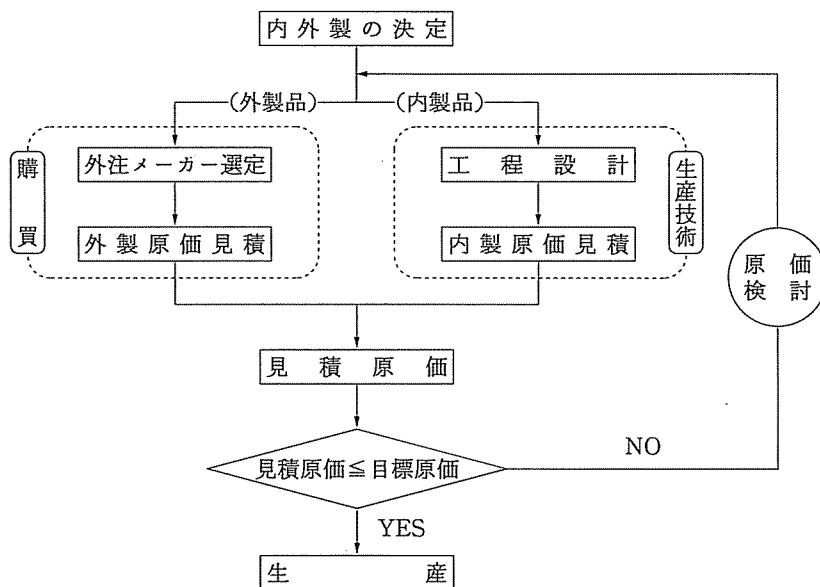 内外製の決定
(外製品) (内製品)
購買
外注メーカー選定
外製原価見積
工程設計
内製原価見積
生産技術
原価
検討
見積原価
見積原価≦目標原価
NO
YES
生産